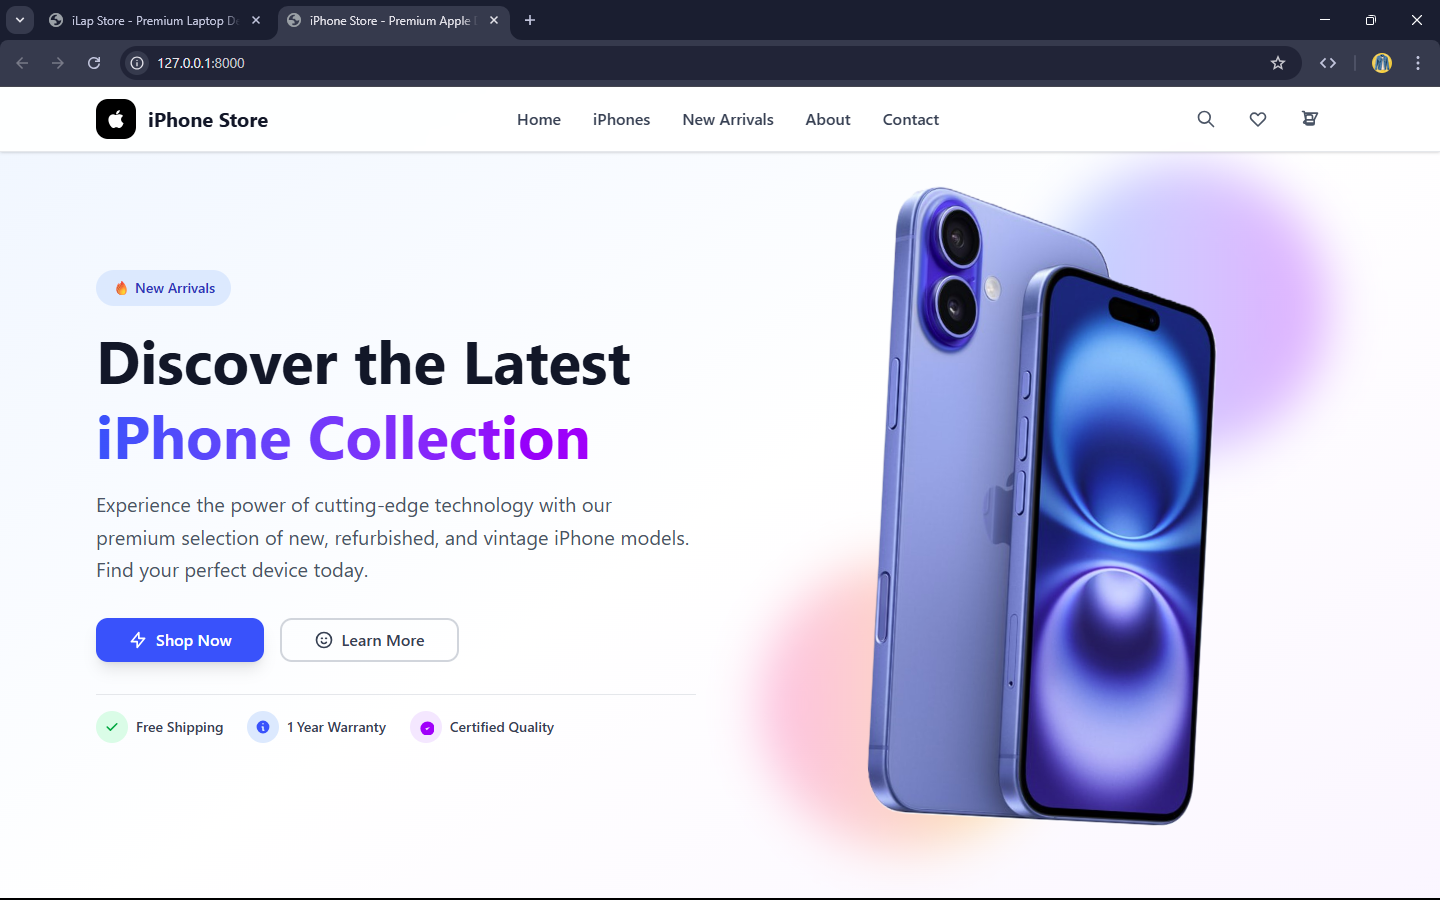 iLap Store - Premium Laptop De
iPhone Store - Premium Apple
127.0.0.1:8000
iPhone Store
Home
iPhones
New Arrivals
About
Contact
New Arrivals
Discover the Latest
iPhone Collection
Experience the power of cutting-edge technology with our
premium selection of new, refurbished, and vintage iPhone models.
Find your perfect device today.
Shop Now
Learn More
Free Shipping
1 Year Warranty
Certified Quality